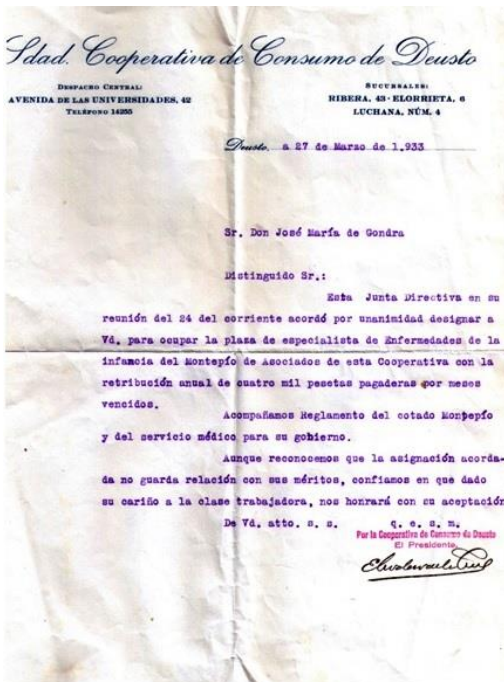 Sdad. Cooperativa de Consumo de Deusto
DESPACHO CENTRAL:
AVENIDA DE LAS UNIVERSIDADES, 42
TELÉFONO 14255
SUCURSALES:
RIBERA, 43 - ELORRIETA, 6
LUCHANA, NÚM. 4
Deusto, a 27 de Marzo de 1.933
Sr. Don José María de Gondra
Distinguido Sr.:
Esta Junta Directiva en su
reunión del 24 del corriente acordó por unanimidad designar a
Vd. para ocupar la plaza de especialista de Enfermedades de la
infancia del Montepío de Asociados de esta Cooperativa con la
retribución anual de cuatro mil pesetas pagaderas por meses
vencidos.
Acompañamos Reglamento del cotado Montepío
y del servicio médico para su gobierno.
Aunque reconocemos que la asignación acorda-
da no guarda relación con sus méritos, confiamos en que dado
su cariño a la clase trabajadora, nos honrará con su aceptación
De Vd. atto. s. s. q. e. s. m.
Por la Cooperativa de Consumo de Deusto
El Presidente,